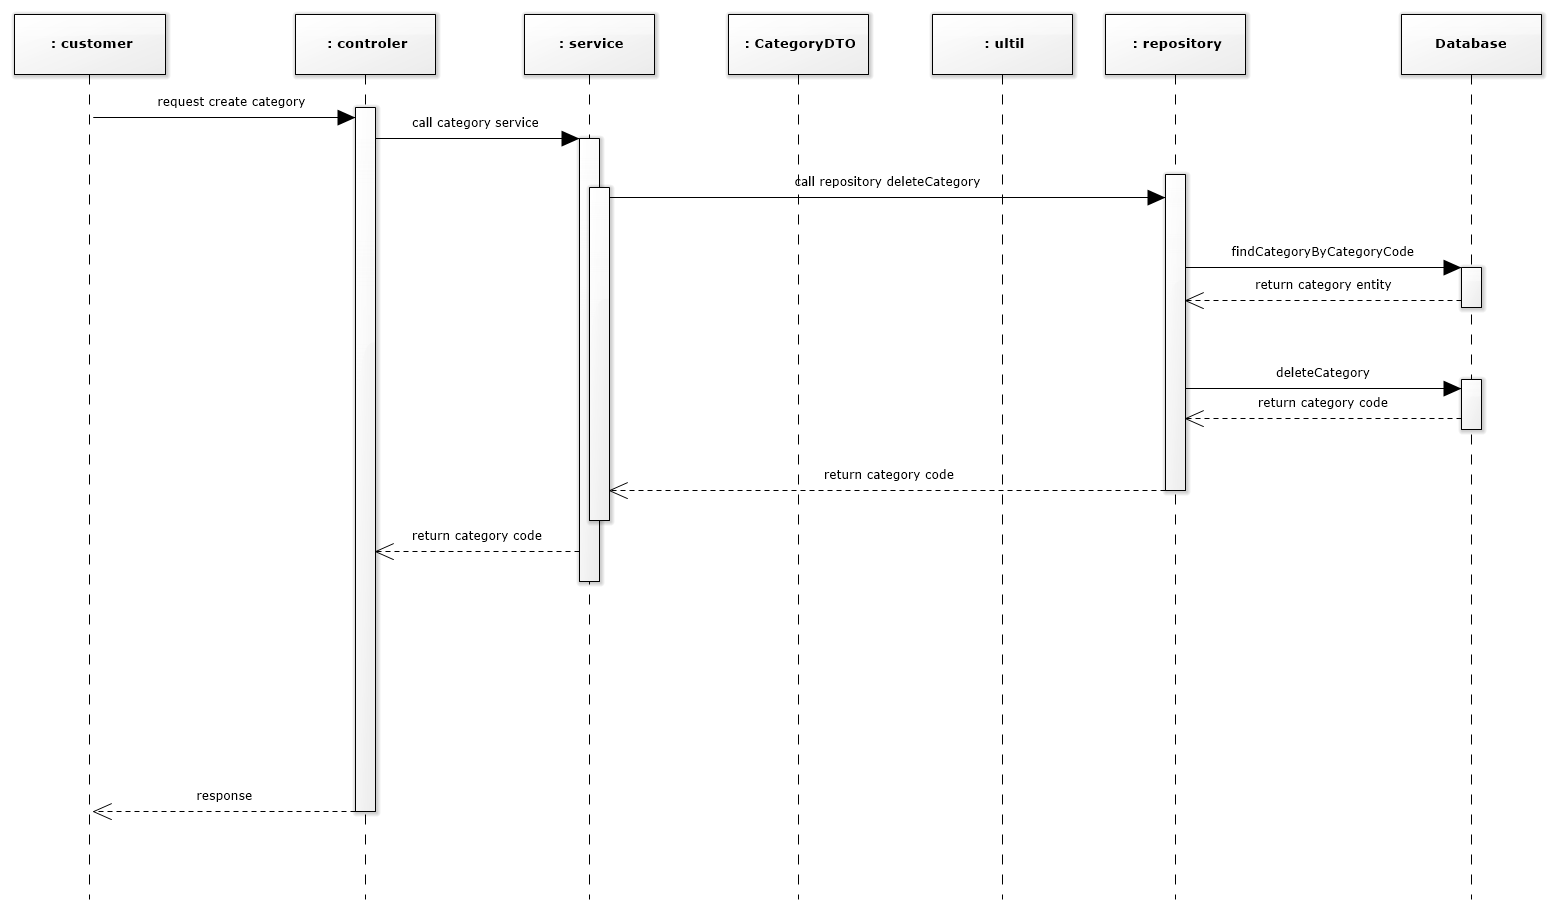 : customer
: controler
: service
: CategoryDTO
: ultil
: repository
Database
request create category
call category service
call repository deleteCategory
findCategoryByCategoryCode
return category entity
deleteCategory
return category code
return category code
return category code
response